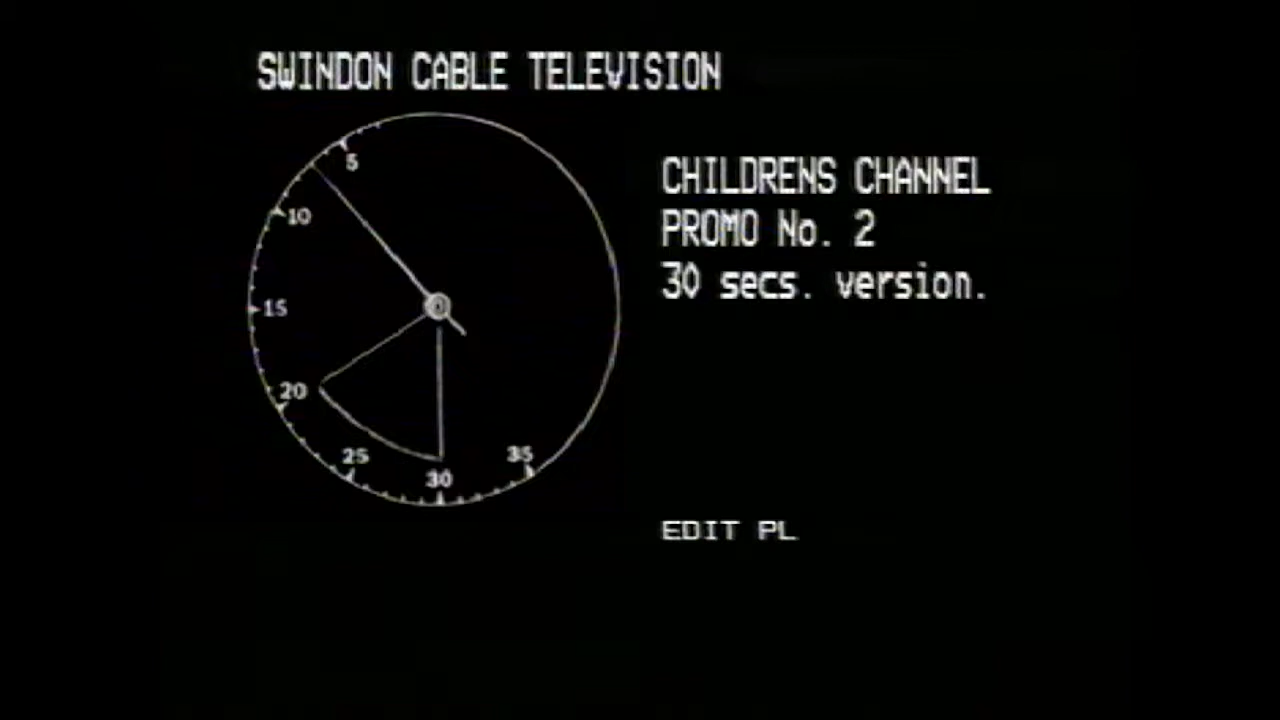 SWINDON CABLE TELEVISION
5
10
15
20
25
30
35
CHILDRENS CHANNEL
PROMO No. 2
30 secs. version.
EDIT PL